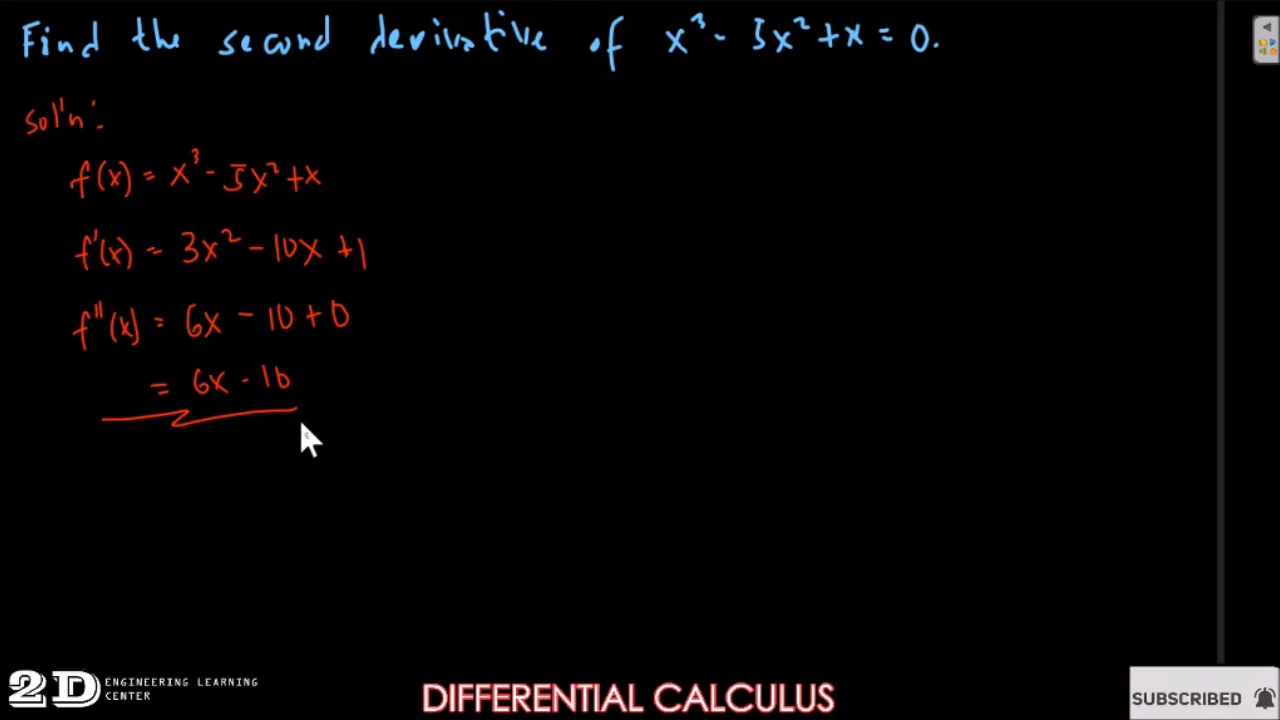 Find the second derivative of x³ - 5x² + x = 0.
sol'n:
f(x) = x³ - 5x² + x
f'(x) = 3x² - 10x + 1
f''(x) = 6x - 10 + 0
= 6x - 10
2D ENGINEERING LEARNING
CENTER
DIFFERENTIAL CALCULUS
SUBSCRIBED